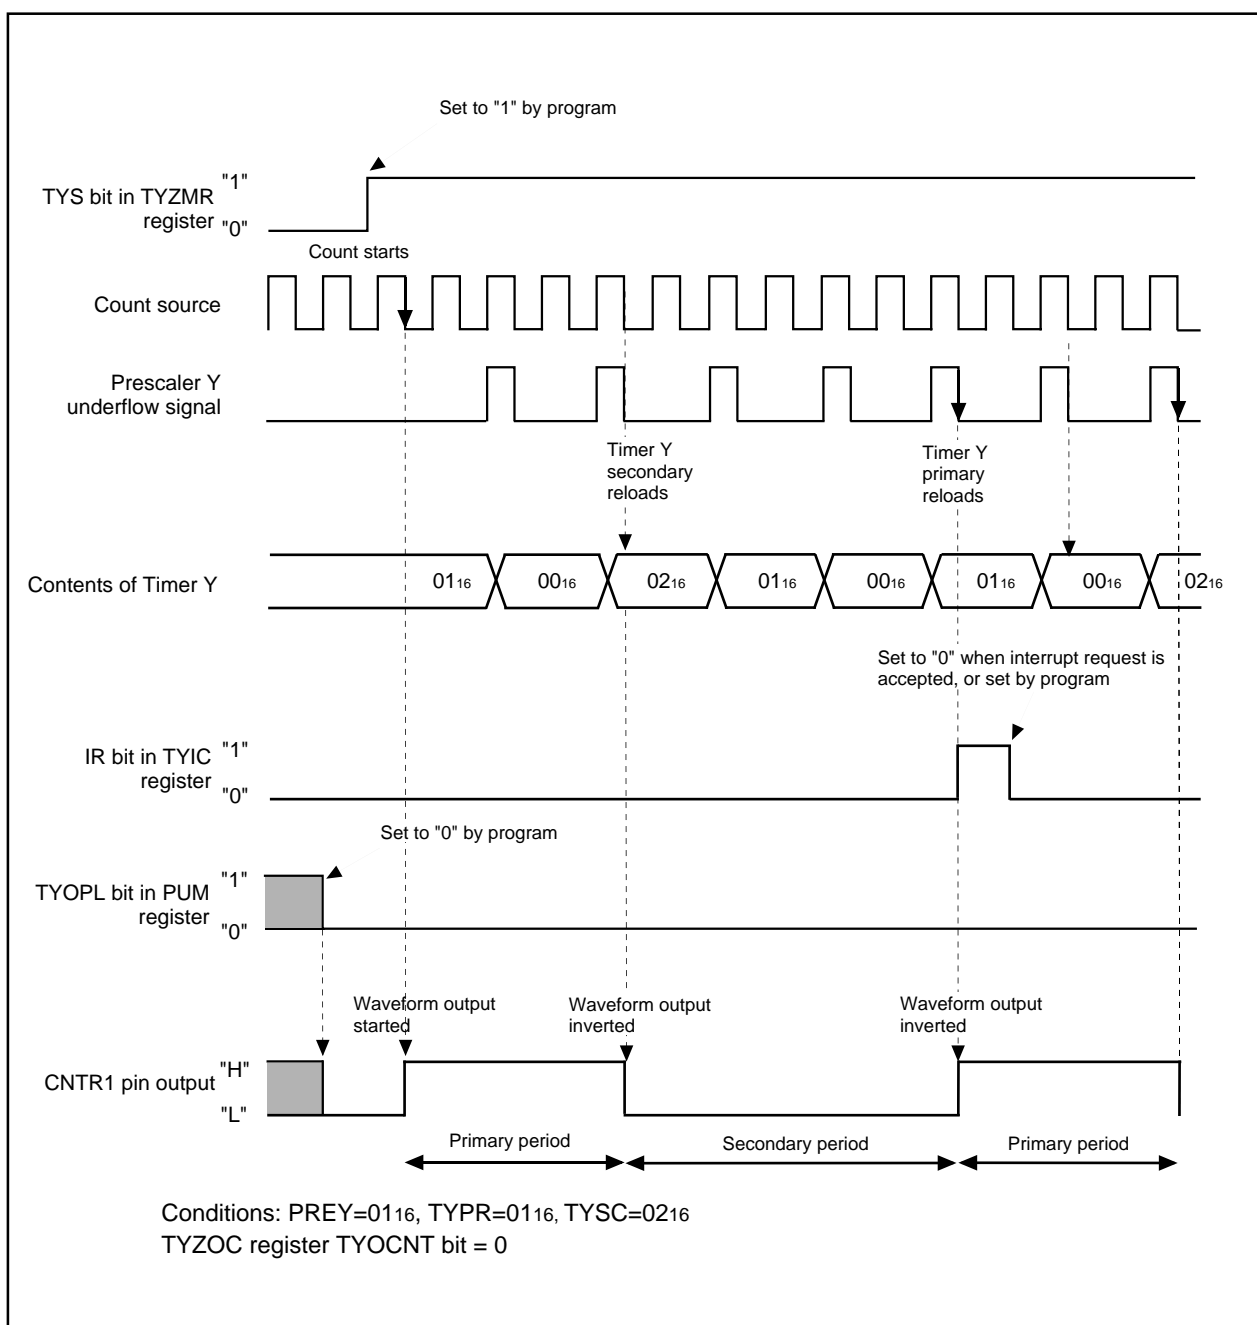 Set to "1" by program
TYS bit in TYZMR
register
"1"
"0"
Count starts
Count source
Prescaler Y
underflow signal
Timer Y
secondary
reloads
Timer Y
primary
reloads
Contents of Timer Y
0116
0016
0216
0116
0016
0116
0016
0216
Set to "0" when interrupt request is
accepted, or set by program
IR bit in TYIC
register
"1"
"0"
Set to "0" by program
TYOPL bit in PUM
register
"1"
"0"
Waveform output
started
Waveform output
inverted
Waveform output
inverted
CNTR1 pin output
"H"
"L"
Primary period
Secondary period
Primary period
Conditions: PREY=0116, TYPR=0116, TYSC=0216
TYZOC register TYOCNT bit = 0